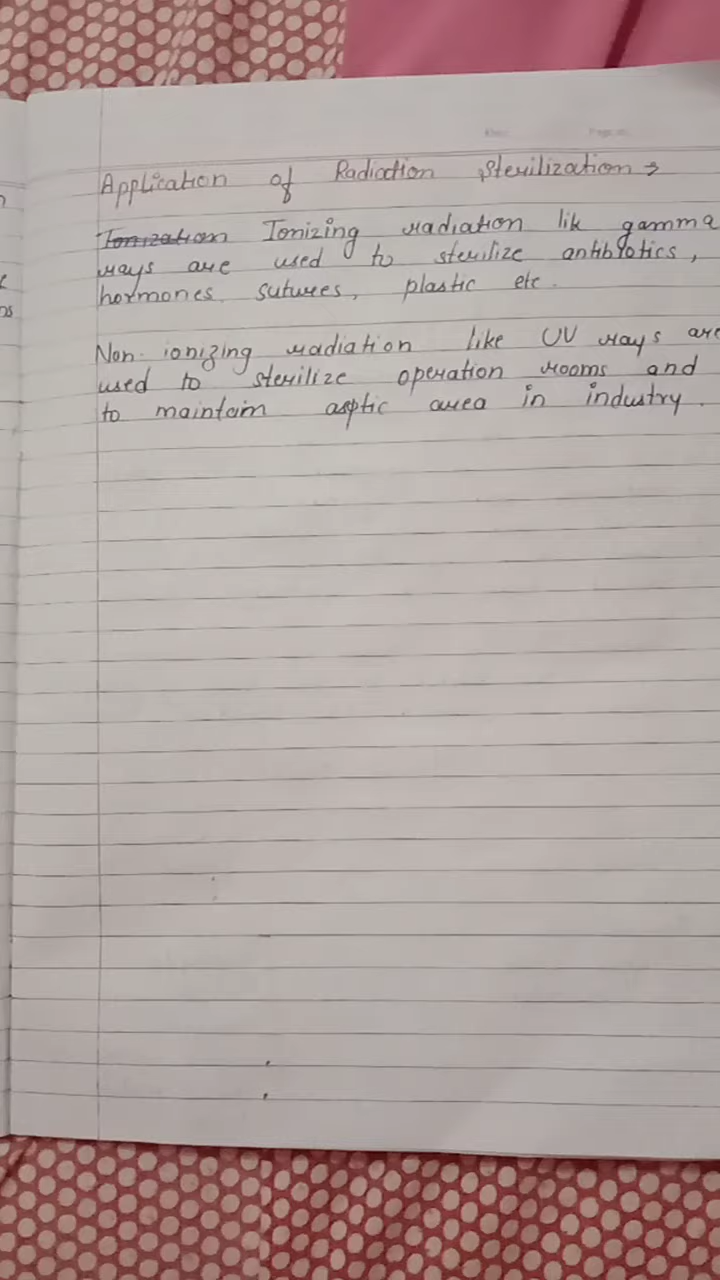 Application of Radiation Sterilization →
Ionization Ionizing radiation lik gamma
rays are used to sterilize antibiotics,
hormones, sutures, plastic etc.
Non-ionizing radiation like UV rays are
used to sterilize operation rooms and
to maintain asptic area in industry.